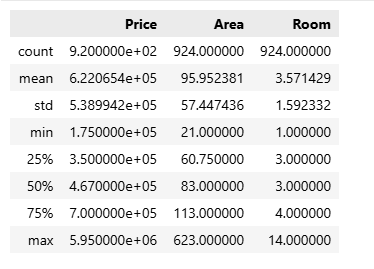 Price Area Room
count 9.200000e+02 924.000000 924.000000
mean 6.220654e+05 95.952381 3.571429
std 5.389942e+05 57.447436 1.592332
min 1.750000e+05 21.000000 1.000000
25% 3.500000e+05 60.750000 3.000000
50% 4.670000e+05 83.000000 3.000000
75% 7.000000e+05 113.000000 4.000000
max 5.950000e+06 623.000000 14.000000